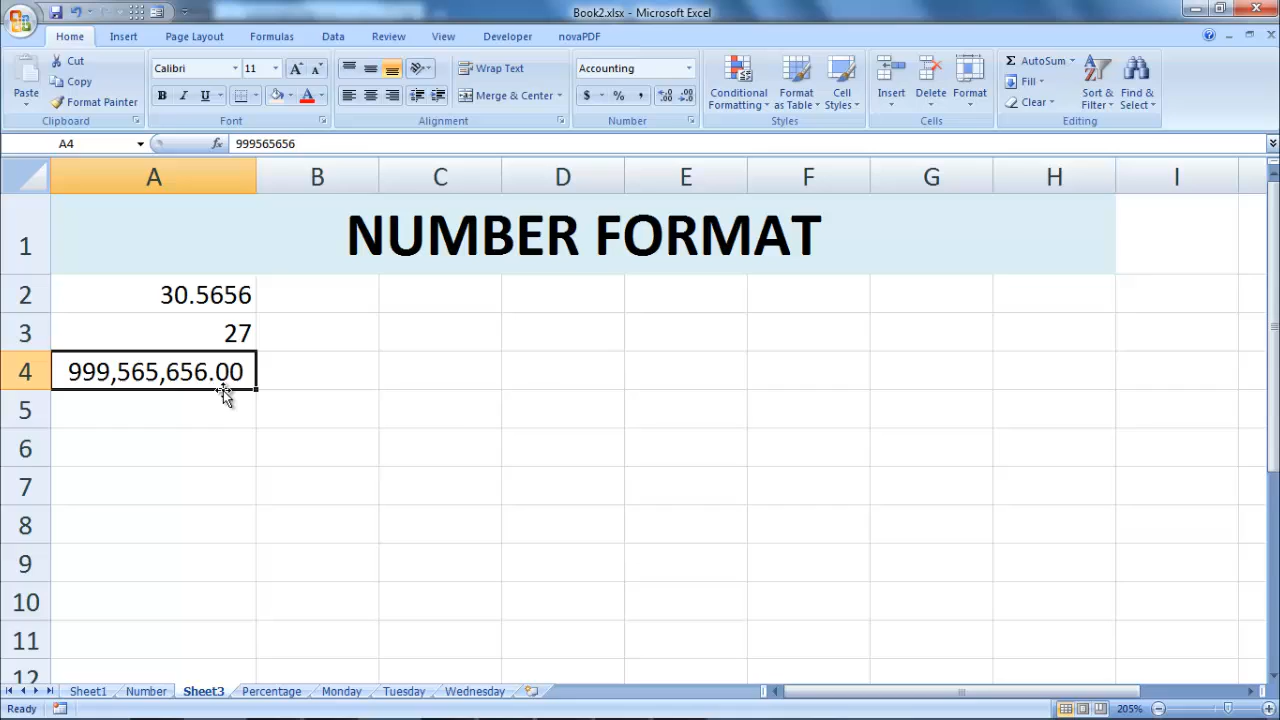 Book2.xlsx - Microsoft Excel
Home Insert Page Layout Formulas Data Review View Developer novaPDF
Paste
Cut
Copy
Format Painter
Clipboard
Calibri 11
B I U
Font
Wrap Text
Merge & Center
Alignment
Accounting
$ % ,
Number
Conditional Formatting
Format as Table
Cell Styles
Styles
Insert Delete Format
Cells
Σ AutoSum
Fill
Clear
Sort & Filter
Find & Select
Editing
A4 fx 999565656
A B C D E F G H I
1 NUMBER FORMAT
2 30.5656
3 27
4 999,565,656.00
5
6
7
8
9
10
11
12
Sheet1 Number Sheet3 Percentage Monday Tuesday Wednesday
Ready 205%